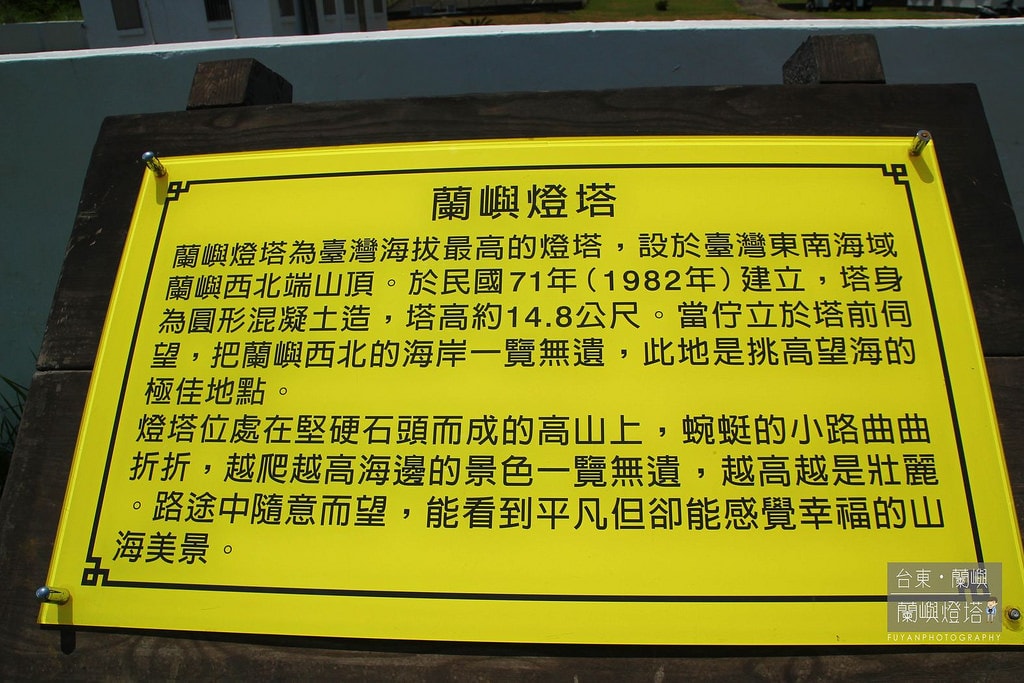 蘭嶼燈塔
蘭嶼燈塔為臺灣海拔最高的燈塔，設於臺灣東南海域
蘭嶼西北端山頂。於民國71年（1982年）建立，塔身
為圓形混凝土造，塔高約14.8公尺。當佇立於塔前伺
望，把蘭嶼西北的海岸一覽無遺，此地是挑高望海的
極佳地點。
燈塔位處在堅硬石頭而成的高山上，蜿蜒的小路曲曲
折折，越爬越高海邊的景色一覽無遺，越高越是壯麗
。路途中隨意而望，能看到平凡但卻能感覺幸福的山
海美景。
台東·蘭嶼
蘭嶼燈塔
FUYANPHOTOGRAPHY